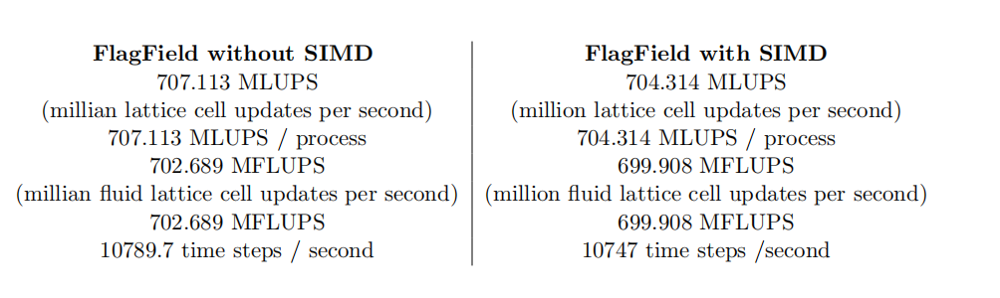 FlagField without SIMD
707.113 MLUPS
(millian lattice cell updates per second)
707.113 MLUPS / process
702.689 MFLUPS
(millian fluid lattice cell updates per second)
702.689 MFLUPS
10789.7 time steps / second
FlagField with SIMD
704.314 MLUPS
(million lattice cell updates per second)
704.314 MLUPS / process
699.908 MFLUPS
(million fluid lattice cell updates per second)
699.908 MFLUPS
10747 time steps /second